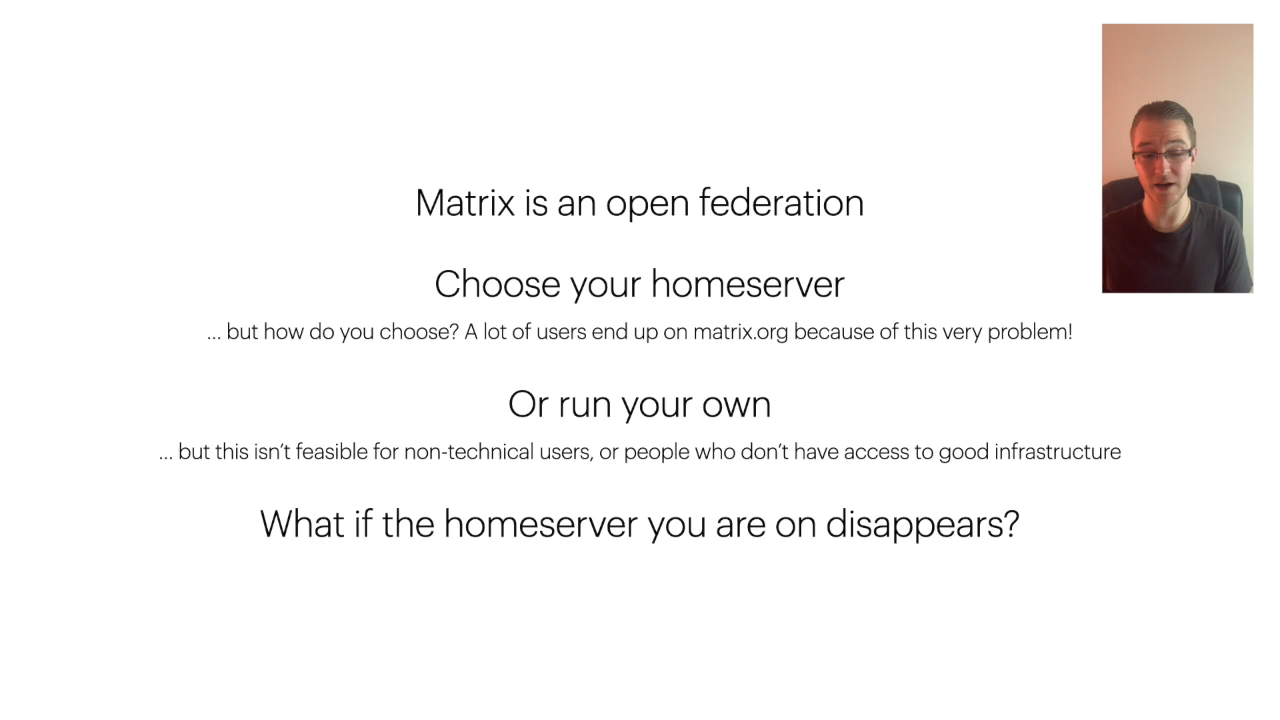 Matrix is an open federation
Choose your homeserver
... but how do you choose? A lot of users end up on matrix.org because of this very problem!
Or run your own
... but this isn’t feasible for non-technical users, or people who don’t have access to good infrastructure
What if the homeserver you are on disappears?